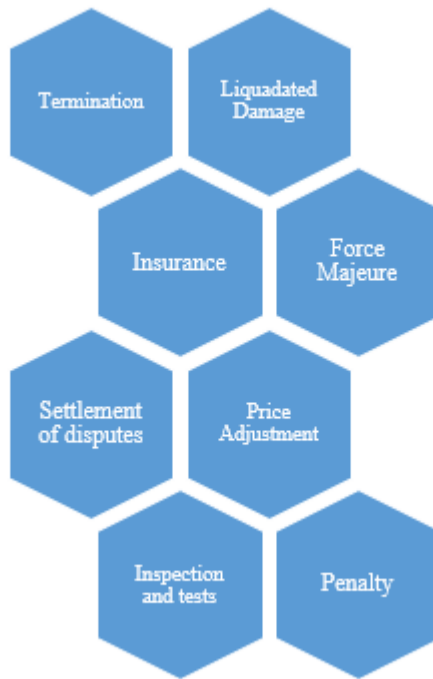 Termination
Liquadated
Damage
Insurance
Force
Majeure
Settlement
of disputes
Price
Adjustment
Inspection
and tests
Penalty